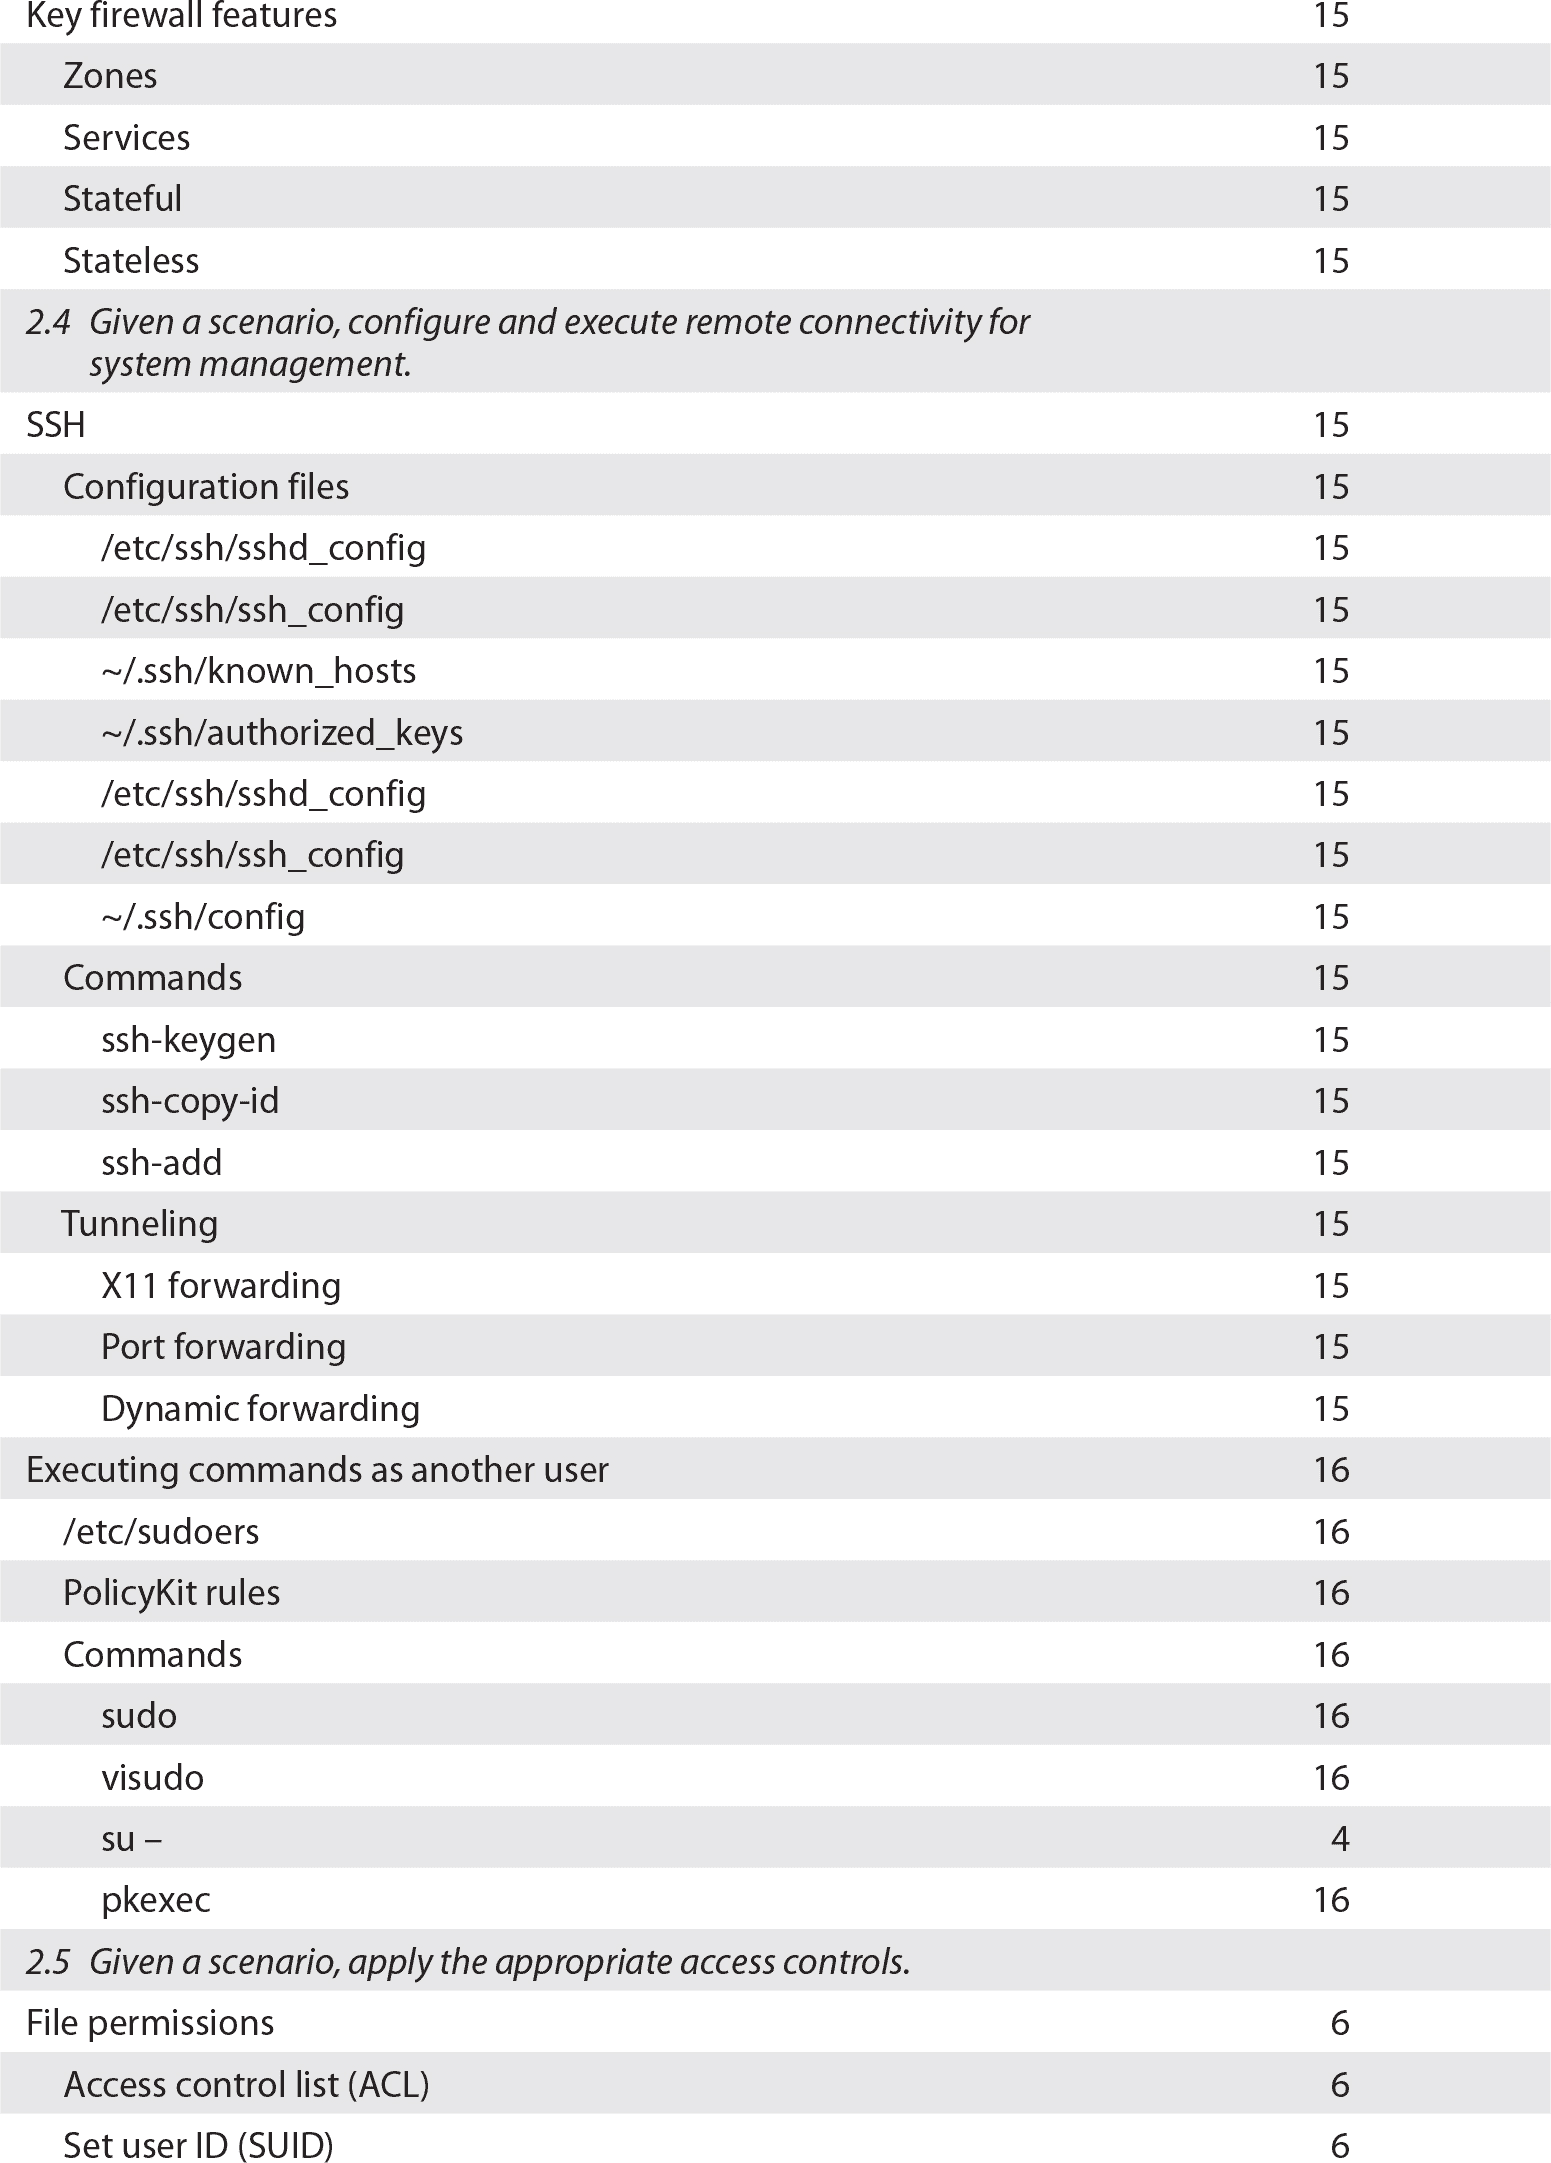 Key firewall features 15
Zones 15
Services 15
Stateful 15
Stateless 15
2.4 Given a scenario, configure and execute remote connectivity for
system management.
SSH 15
Configuration files 15
/etc/ssh/sshd_config 15
/etc/ssh/ssh_config 15
~/.ssh/known_hosts 15
~/.ssh/authorized_keys 15
/etc/ssh/sshd_config 15
/etc/ssh/ssh_config 15
~/.ssh/config 15
Commands 15
ssh-keygen 15
ssh-copy-id 15
ssh-add 15
Tunneling 15
X11 forwarding 15
Port forwarding 15
Dynamic forwarding 15
Executing commands as another user 16
/etc/sudoers 16
PolicyKit rules 16
Commands 16
sudo 16
visudo 16
su – 4
pkexec 16
2.5 Given a scenario, apply the appropriate access controls.
File permissions 6
Access control list (ACL) 6
Set user ID (SUID) 6